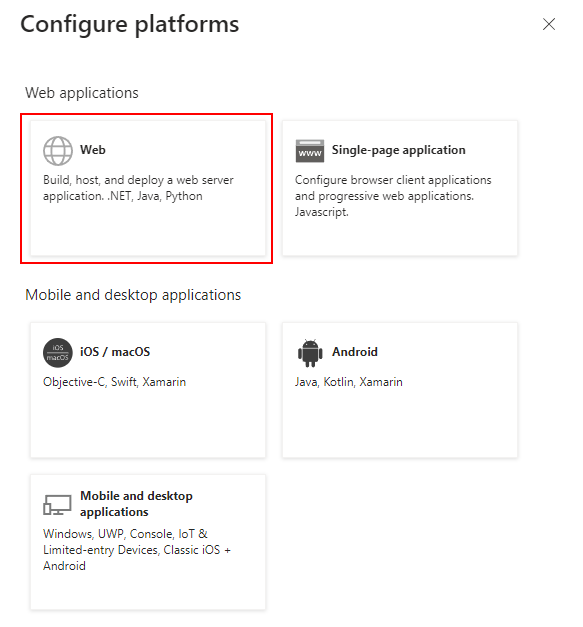 Configure platforms
Web applications
Web
Build, host, and deploy a web server
application. .NET, Java, Python
www
Single-page application
Configure browser client applications
and progressive web applications.
Javascript.
Mobile and desktop applications
iOS
macOS
iOS / macOS
Objective-C, Swift, Xamarin
Android
Java, Kotlin, Xamarin
Mobile and desktop
applications
Windows, UWP, Console, IoT &
Limited-entry Devices, Classic iOS +
Android